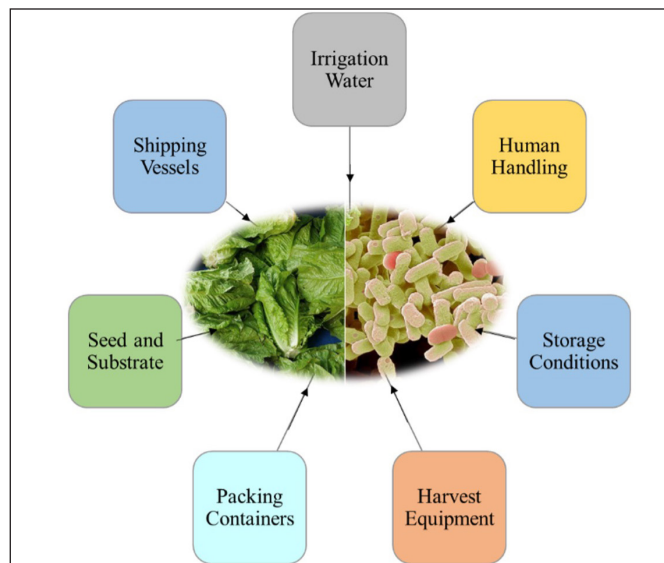 Irrigation
Water
Shipping
Vessels
Human
Handling
Seed and
Substrate
Storage
Conditions
Packing
Containers
Harvest
Equipment